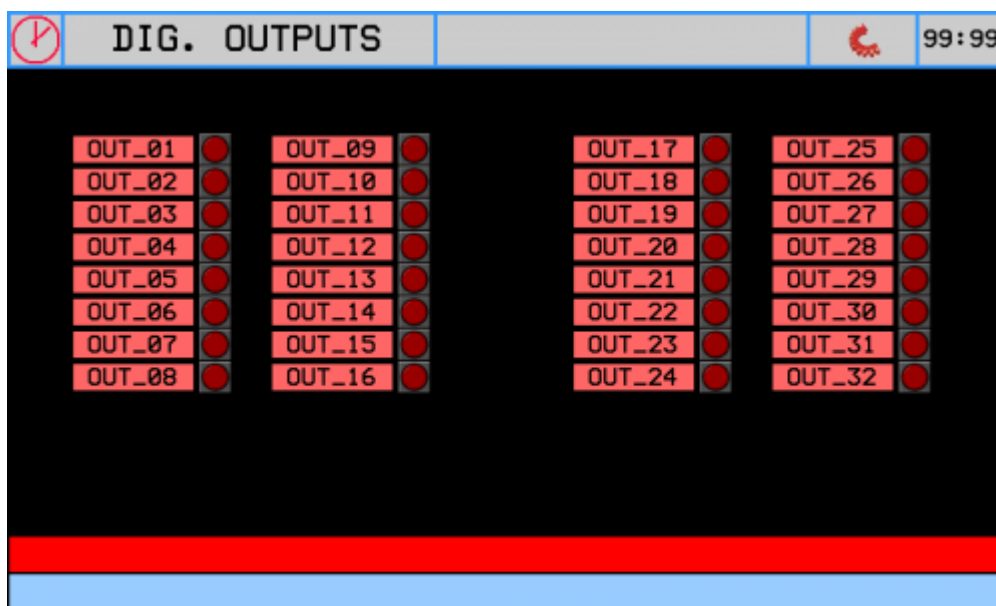 DIG. OUTPUTS 99:99
OUT_01 OUT_09 OUT_17 OUT_25
OUT_02 OUT_10 OUT_18 OUT_26
OUT_03 OUT_11 OUT_19 OUT_27
OUT_04 OUT_12 OUT_20 OUT_28
OUT_05 OUT_13 OUT_21 OUT_29
OUT_06 OUT_14 OUT_22 OUT_30
OUT_07 OUT_15 OUT_23 OUT_31
OUT_08 OUT_16 OUT_24 OUT_32